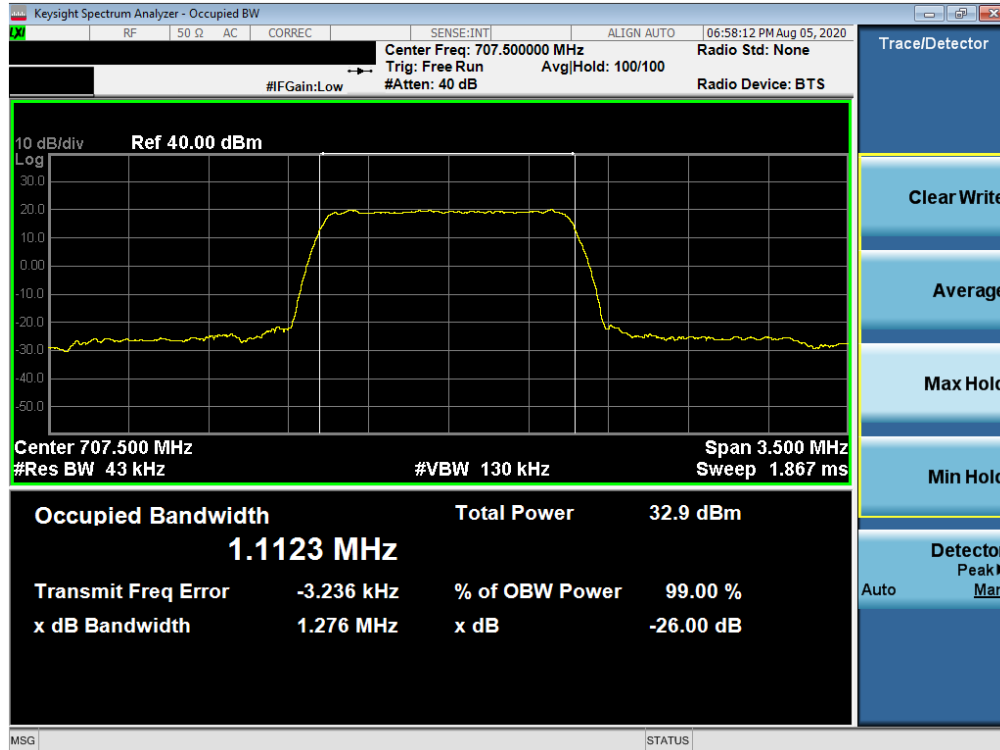 Keysight Spectrum Analyzer - Occupied BW
LXI RF 50 Ω AC CORREC SENSE:INT ALIGN AUTO 06:58:12 PM Aug 05, 2020
Center Freq: 707.500000 MHz Radio Std: None
Trig: Free Run Avg|Hold: 100/100
#IFGain:Low #Atten: 40 dB Radio Device: BTS
10 dB/div Ref 40.00 dBm
Log
30.0
20.0
10.0
0.00
-10.0
-20.0
-30.0
-40.0
-50.0
Center 707.500 MHz Span 3.500 MHz
#Res BW 43 kHz #VBW 130 kHz Sweep 1.867 ms
Occupied Bandwidth Total Power 32.9 dBm
1.1123 MHz
Transmit Freq Error -3.236 kHz % of OBW Power 99.00 %
x dB Bandwidth 1.276 MHz x dB -26.00 dB
MSG STATUS
Trace/Detector
Clear Write
Average
Max Hold
Min Hold
Detector
Peak
Auto Man